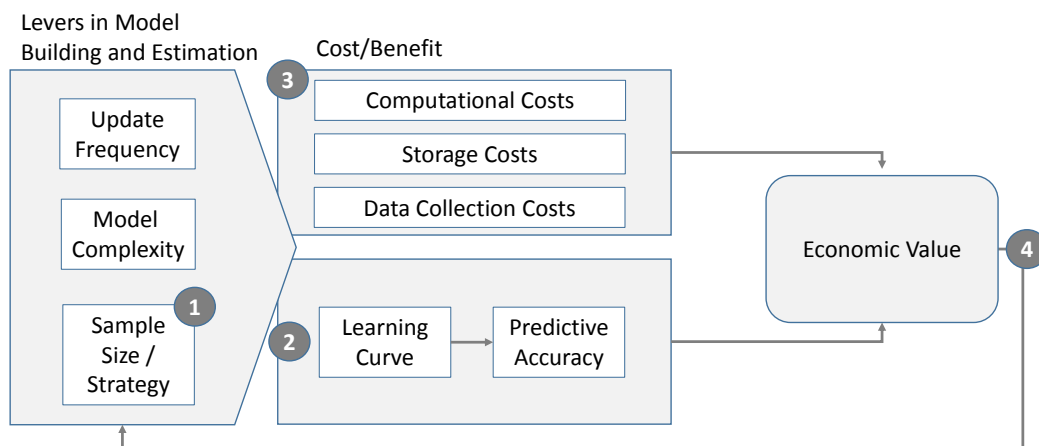 Levers in Model
Building and Estimation
Update
Frequency
Model
Complexity
1
Sample
Size /
Strategy
Cost/Benefit
3
Computational Costs
Storage Costs
Data Collection Costs
2
Learning
Curve
Predictive
Accuracy
Economic Value
4